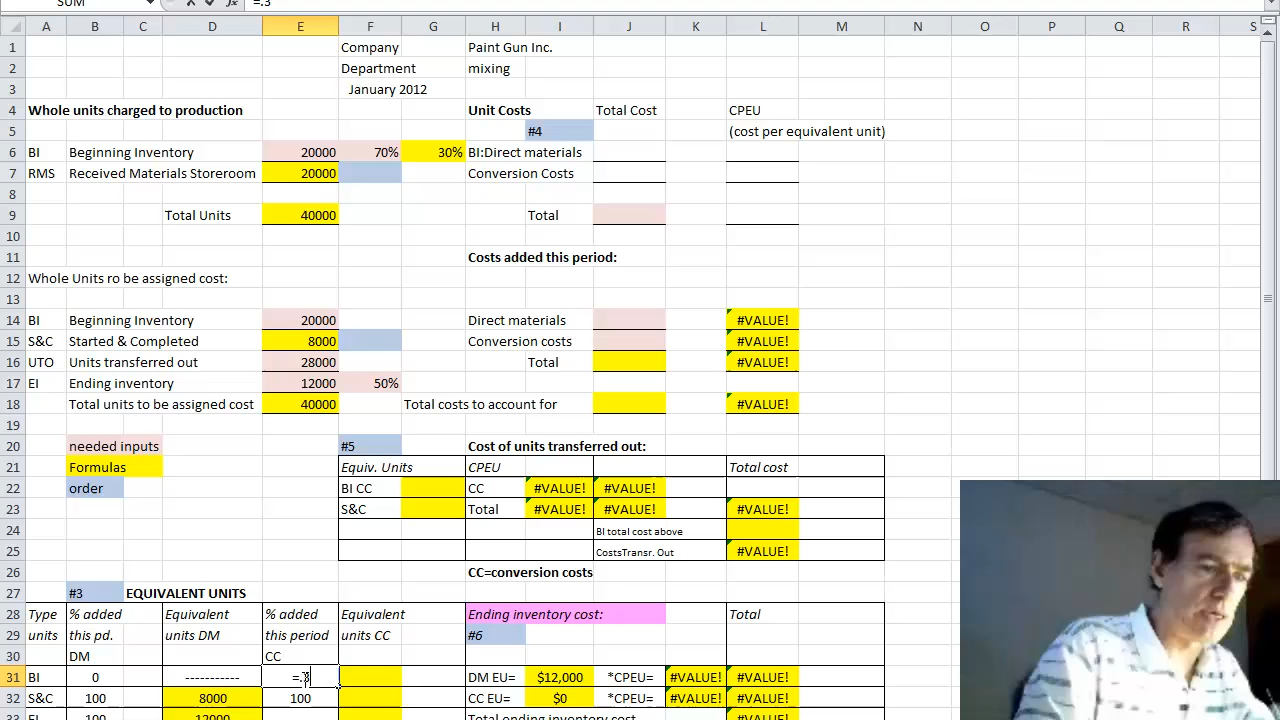 SUM =.3
A B C D E F G H I J K L M N O P Q R S
1 Company Paint Gun Inc.
2 Department mixing
3 January 2012
4 Whole units charged to production Unit Costs Total Cost CPEU
5 #4 (cost per equivalent unit)
6 BI Beginning Inventory 20000 70% 30% BI:Direct materials
7 RMS Received Materials Storeroom 20000 Conversion Costs
8
9 Total Units 40000 Total
10
11 Costs added this period:
12 Whole Units ro be assigned cost:
13
14 BI Beginning Inventory 20000 Direct materials #VALUE!
15 S&C Started & Completed 8000 Conversion costs #VALUE!
16 UTO Units transferred out 28000 Total #VALUE!
17 EI Ending inventory 12000 50%
18 Total units to be assigned cost 40000 Total costs to account for #VALUE!
19
20 needed inputs #5 Cost of units transferred out:
21 Formulas Equiv. Units CPEU Total cost
22 order BI CC CC #VALUE! #VALUE!
23 S&C Total #VALUE! #VALUE! #VALUE!
24 BI total cost above
25 CostsTransr. Out #VALUE!
26 CC=conversion costs
27 #3 EQUIVALENT UNITS
28 Type % added Equivalent % added Equivalent Ending inventory cost: Total
29 units this pd. units DM this period units CC #6
30 DM CC
31 BI 0 ----------- =.3 DM EU= $12,000 *CPEU= #VALUE! #VALUE!
32 S&C 100 8000 100 CC EU= $0 *CPEU= #VALUE! #VALUE!
EI 100 12000 Total ending inventory cost #VALUE!